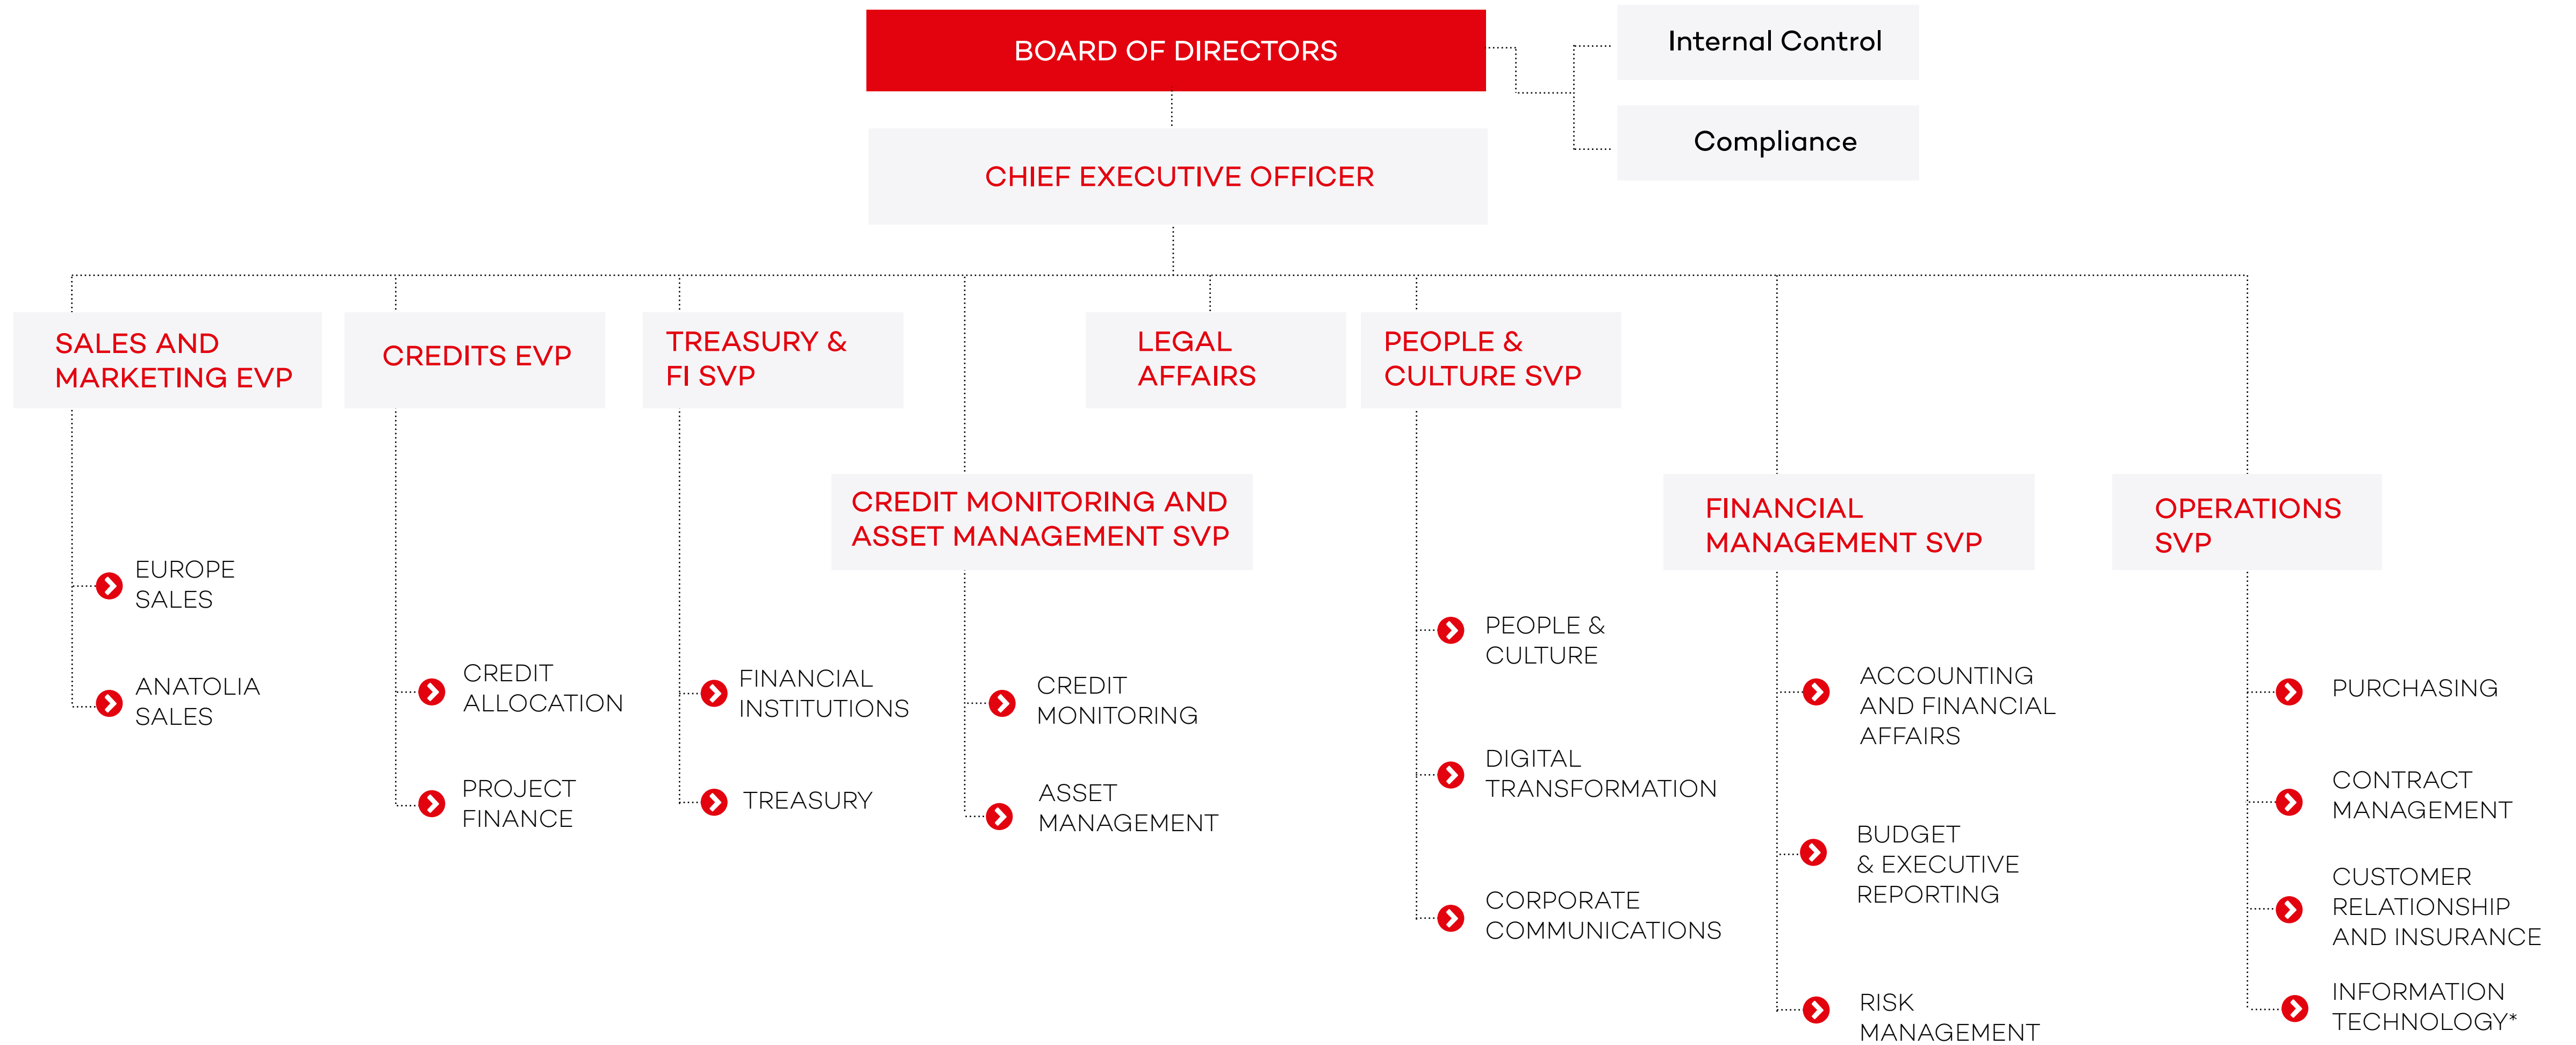 BOARD OF DIRECTORS
Internal Control
Compliance
CHIEF EXECUTIVE OFFICER
SALES AND
MARKETING EVP
CREDITS EVP
TREASURY &
FI SVP
LEGAL
AFFAIRS
PEOPLE &
CULTURE SVP
CREDIT MONITORING AND
ASSET MANAGEMENT SVP
FINANCIAL
MANAGEMENT SVP
OPERATIONS
SVP
EUROPE
SALES
ANATOLIA
SALES
CREDIT
ALLOCATION
PROJECT
FINANCE
FINANCIAL
INSTITUTIONS
TREASURY
CREDIT
MONITORING
ASSET
MANAGEMENT
PEOPLE &
CULTURE
DIGITAL
TRANSFORMATION
CORPORATE
COMMUNICATIONS
ACCOUNTING
AND FINANCIAL
AFFAIRS
BUDGET
& EXECUTIVE
REPORTING
RISK
MANAGEMENT
PURCHASING
CONTRACT
MANAGEMENT
CUSTOMER
RELATIONSHIP
AND INSURANCE
INFORMATION
TECHNOLOGY*